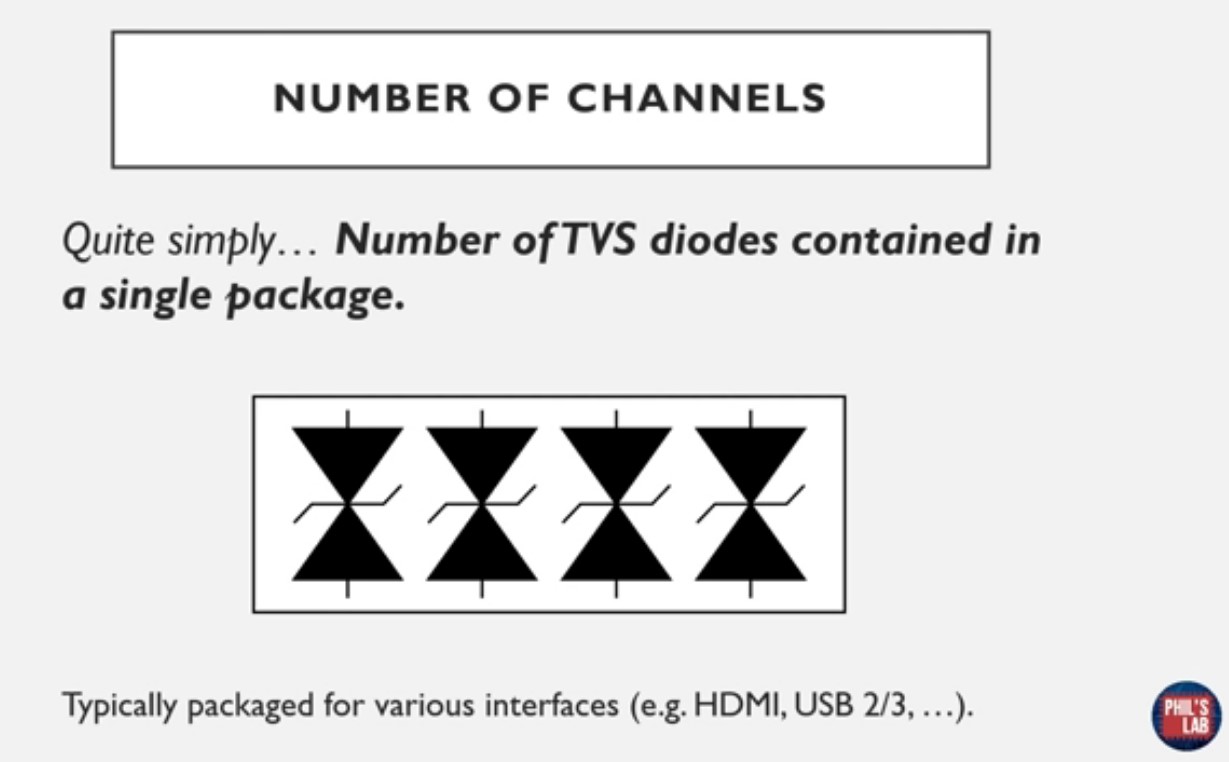 NUMBER OF CHANNELS
Quite simply... Number of TVS diodes contained in
a single package.
Typically packaged for various interfaces (e.g. HDMI, USB 2/3, ...).
PHIL'S
LAB